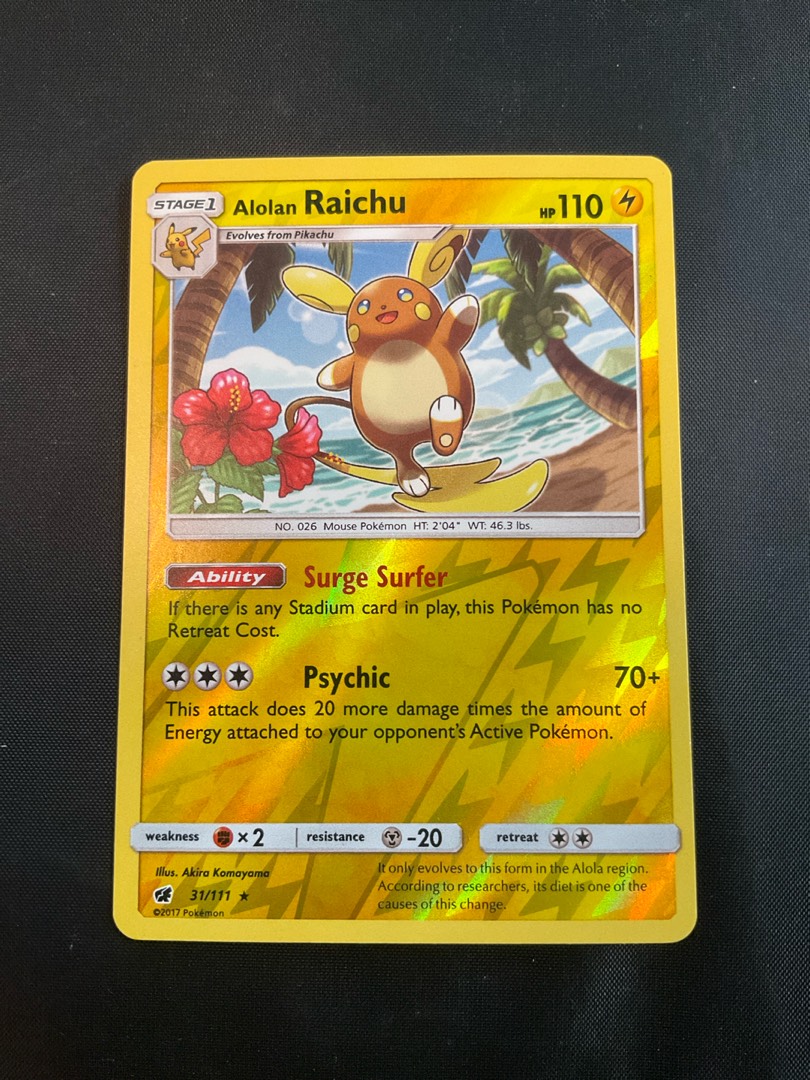 STAGE1 Alolan Raichu HP110
Evolves from Pikachu
NO. 026 Mouse Pokémon HT: 2'04" WT: 46.3 lbs.
Ability Surge Surfer
If there is any Stadium card in play, this Pokémon has no
Retreat Cost.
Psychic 70+
This attack does 20 more damage times the amount of
Energy attached to your opponent's Active Pokémon.
weakness ×2 resistance -20 retreat
Illus. Akira Komayama
31/111 ★
©2017 Pokémon
It only evolves to this form in the Alola region.
According to researchers, its diet is one of the
causes of this change.